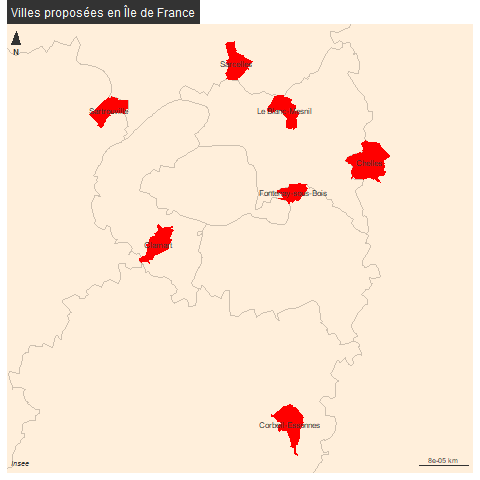 Villes proposées en Île de France
N
Sarcelles
Sartrouville
Le Blanc Mesnil
Chelles
Fontenay-sous-Bois
Clamart
Corbeil-Essonnes
8e-05 km
Insee